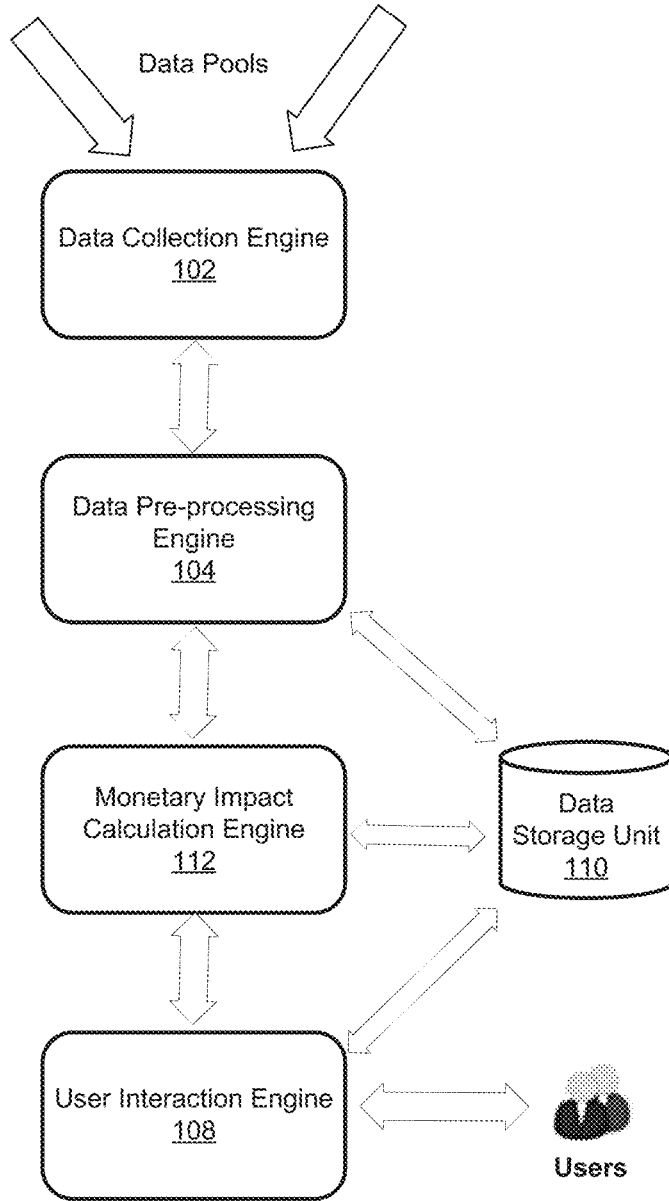 Data Pools
Data Collection Engine
102
Data Pre-processing
Engine
104
Monetary Impact
Calculation Engine
112
Data
Storage Unit
110
User Interaction Engine
108
Users